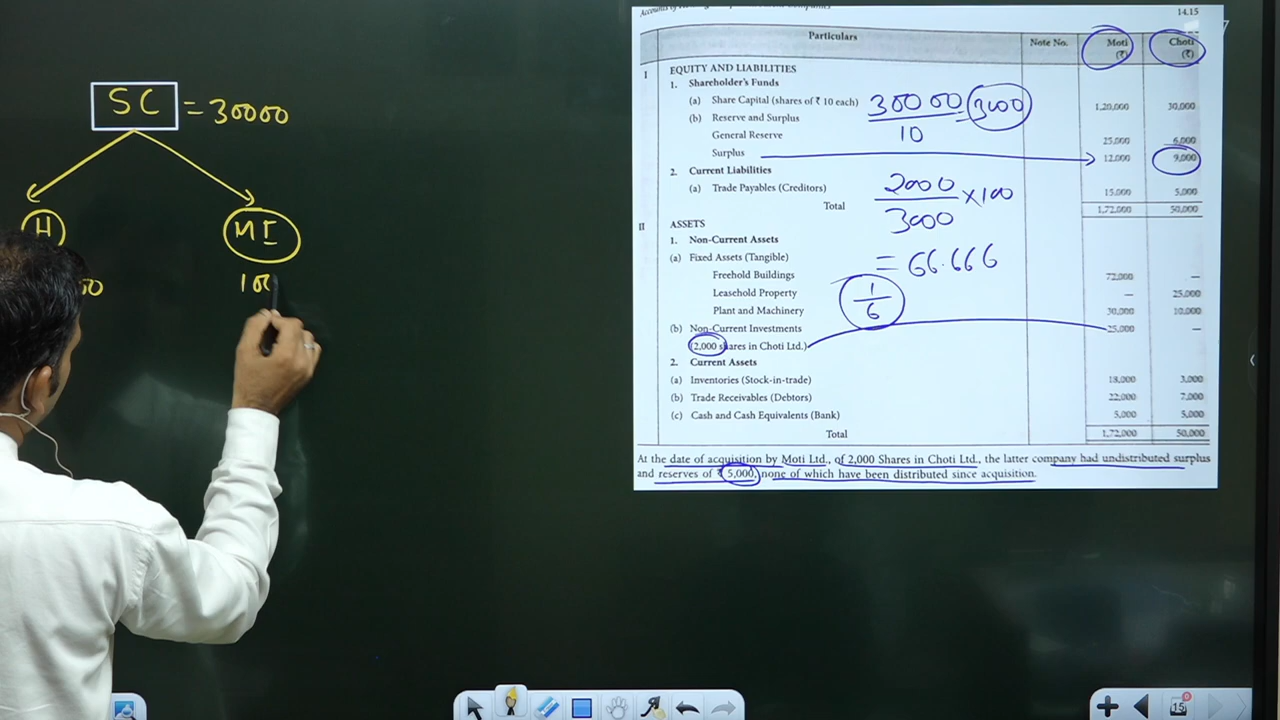 SC = 30000
H
MI
00
100
14.15
Particulars Note No. Moti (₹) Choti (₹)
I EQUITY AND LIABILITIES
1. Shareholder's Funds
(a) Share Capital (shares of ₹ 10 each) 1,20,000 30,000
(b) Reserve and Surplus
General Reserve 25,000 6,000
Surplus 12,000 9,000
2. Current Liabilities
(a) Trade Payables (Creditors) 15,000 5,000
Total 1,72,000 50,000
II ASSETS
1. Non-Current Assets
(a) Fixed Assets (Tangible)
Freehold Buildings 72,000 —
Leasehold Property — 25,000
Plant and Machinery 30,000 10,000
(b) Non-Current Investments 25,000 —
(2,000 shares in Choti Ltd.)
2. Current Assets
(a) Inventories (Stock-in-trade) 18,000 3,000
(b) Trade Receivables (Debtors) 22,000 7,000
(c) Cash and Cash Equivalents (Bank) 5,000 5,000
Total 1,72,000 50,000
At the date of acquisition by Moti Ltd., of 2,000 Shares in Choti Ltd., the latter company had undistributed surplus
and reserves of ₹ 5,000, none of which have been distributed since acquisition.
30000
10
= 3000
2000
3000
×100
= 66.666
1
6
15